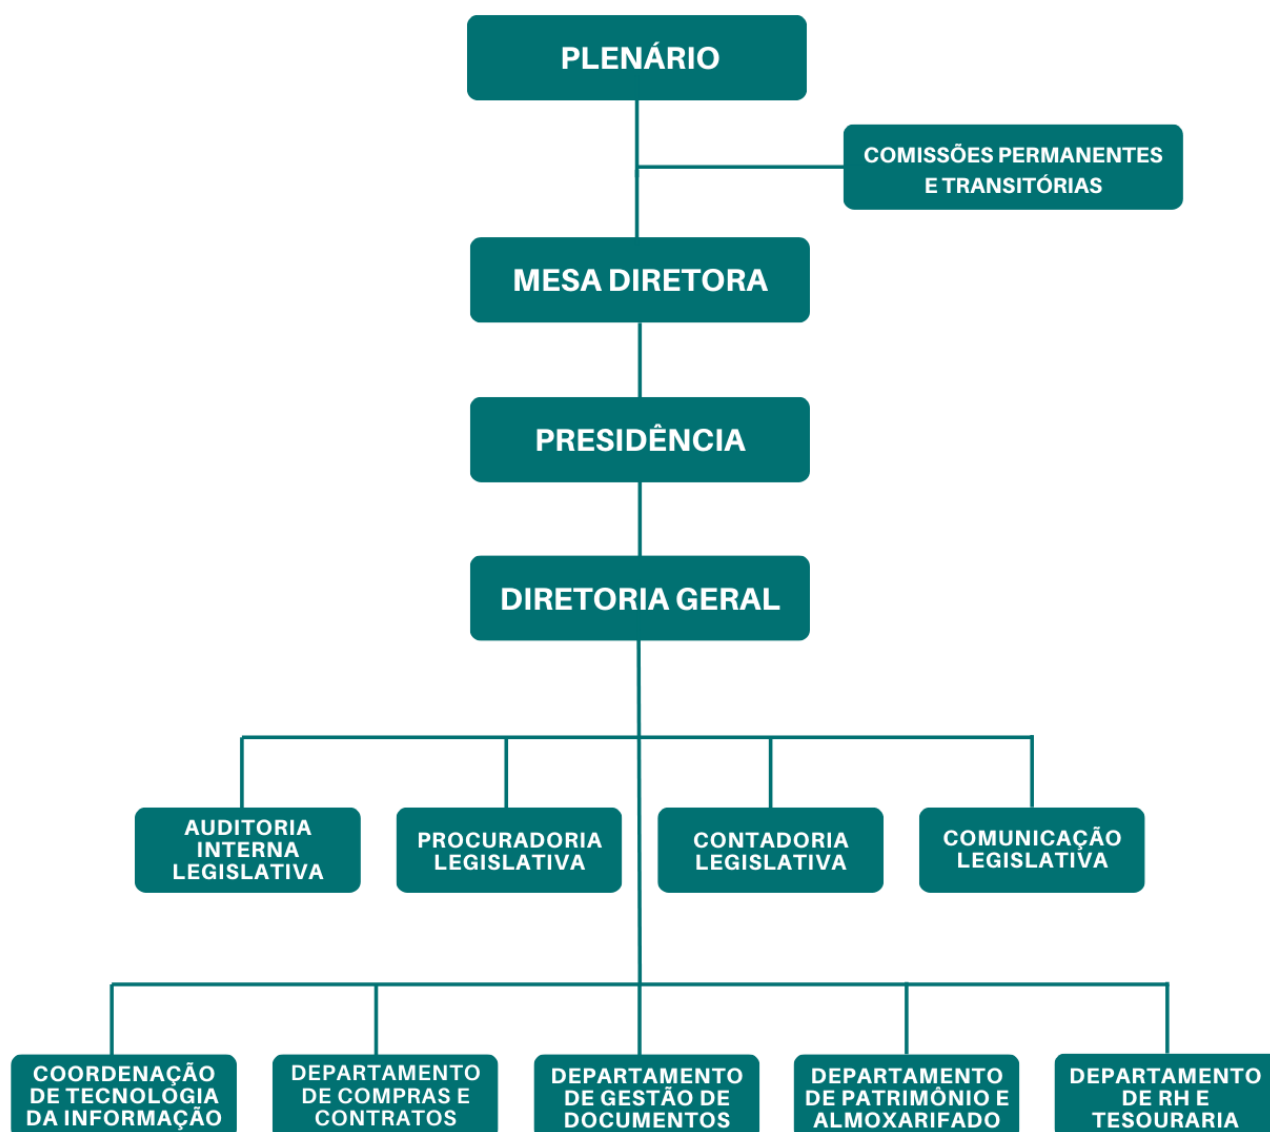 PLENÁRIO
COMISSÕES PERMANENTES
E TRANSITÓRIAS
MESA DIRETORA
PRESIDÊNCIA
DIRETORIA GERAL
AUDITORIA
INTERNA
LEGISLATIVA
PROCURADORIA
LEGISLATIVA
CONTADORIA
LEGISLATIVA
COMUNICAÇÃO
LEGISLATIVA
COORDENAÇÃO
DE TECNOLOGIA
DA INFORMAÇÃO
DEPARTAMENTO
DE COMPRAS E
CONTRATOS
DEPARTAMENTO
DE GESTÃO DE
DOCUMENTOS
DEPARTAMENTO
DE PATRIMÔNIO E
ALMOXARIFADO
DEPARTAMENTO
DE RH E
TESOURARIA